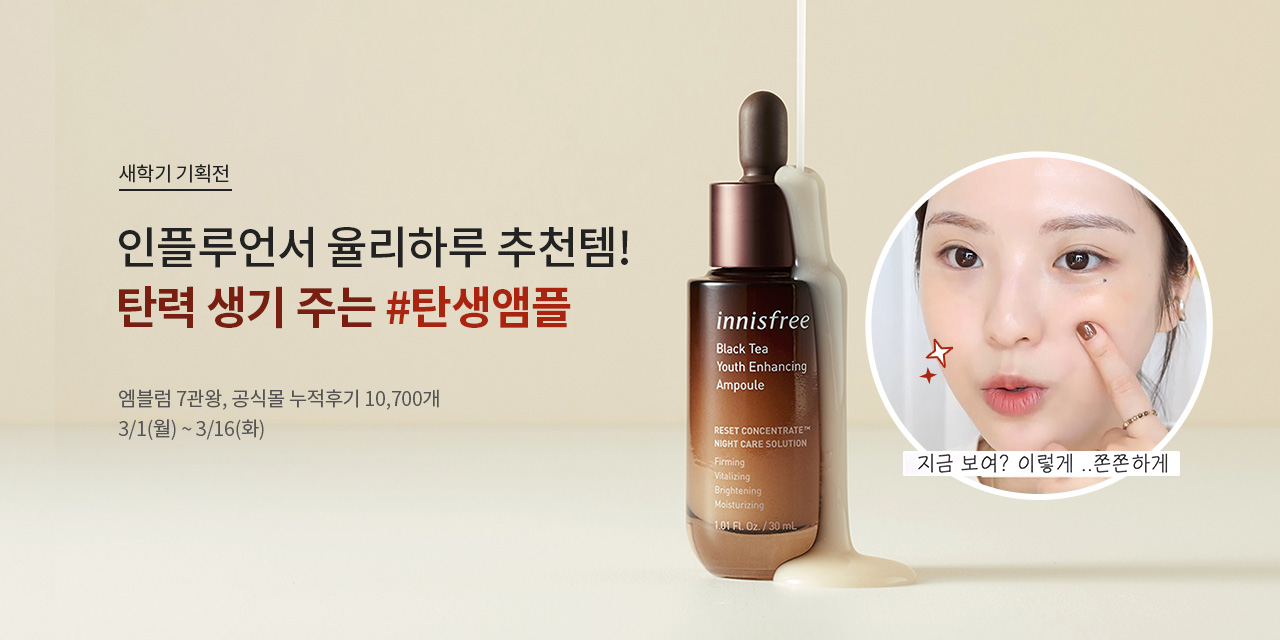 새학기 기획전
인플루언서 율리하루 추천템!
탄력 생기 주는 #탄생앰플
엠블럼 7관왕, 공식몰 누적후기 10,700개
3/1(월) ~ 3/16(화)
innisfree
Black Tea
Youth Enhancing
Ampoule
RESET CONCENTRATE™
NIGHT CARE SOLUTION
Firming
Vitalizing
Brightening
Moisturizing
1.01 Fl. Oz. / 30 mL
지금 보여? 이렇게 ..쫀쫀하게